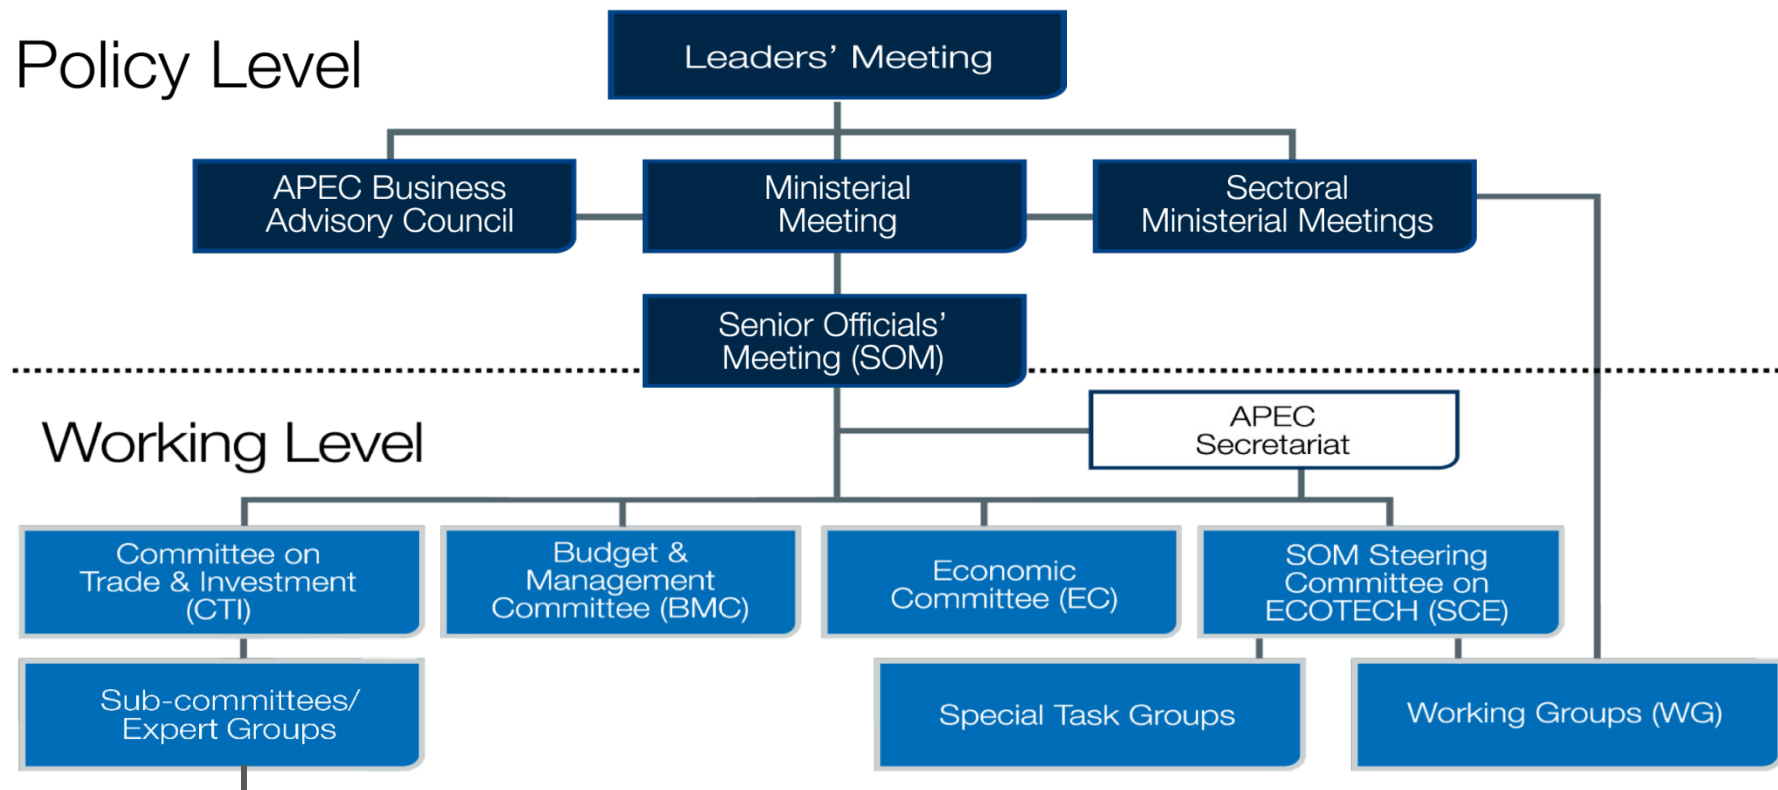 Policy Level
Leaders’ Meeting
APEC Business
Advisory Council
Ministerial
Meeting
Sectoral
Ministerial Meetings
Senior Officials’
Meeting (SOM)
Working Level
APEC
Secretariat
Committee on
Trade & Investment
(CTI)
Budget &
Management
Committee (BMC)
Economic
Committee (EC)
SOM Steering
Committee on
ECOTECH (SCE)
Sub-committees/
Expert Groups
Special Task Groups
Working Groups (WG)